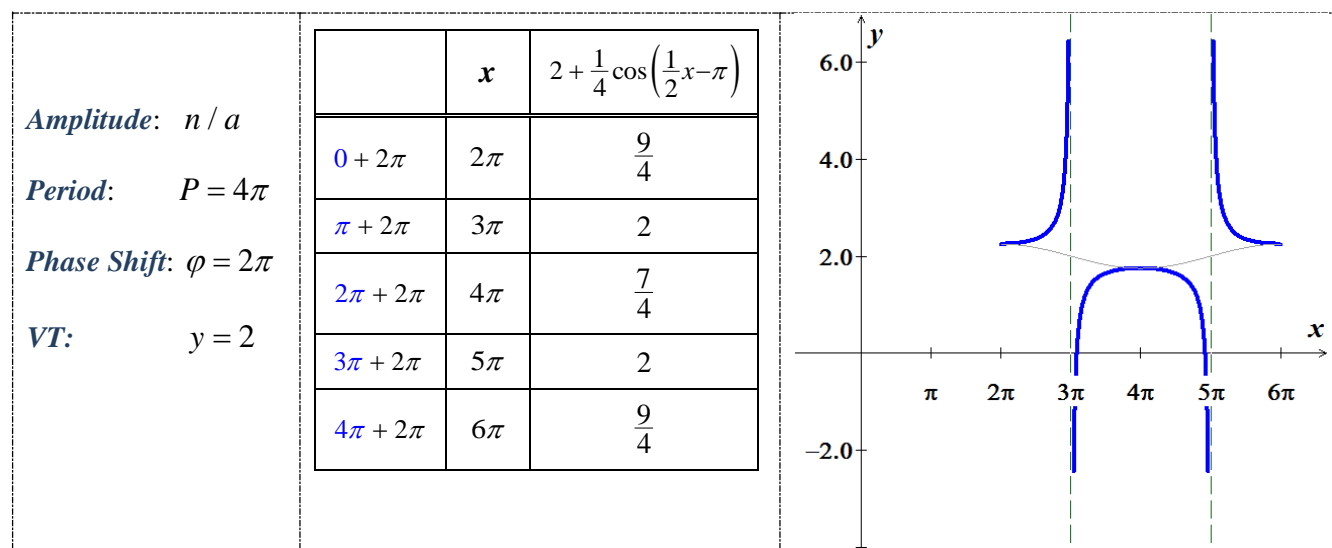 Amplitude: n / a
Period: P = 4π
Phase Shift: φ = 2π
VT: y = 2
x 2 + 1/4 cos(1/2 x − π)
0 + 2π 2π 9/4
π + 2π 3π 2
2π + 2π 4π 7/4
3π + 2π 5π 2
4π + 2π 6π 9/4
y
6.0
4.0
2.0
x
π 2π 3π 4π 5π 6π
−2.0